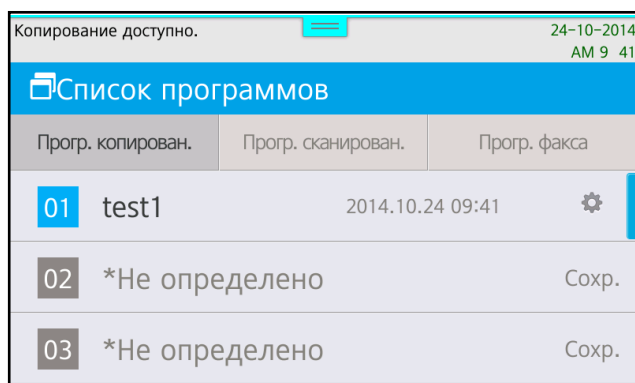 Копирование доступно.
24-10-2014
AM 9 41
Список программов
Прогр. копирован. Прогр. сканирован. Прогр. факса
01 test1 2014.10.24 09:41
02 *Не определено Сохр.
03 *Не определено Сохр.